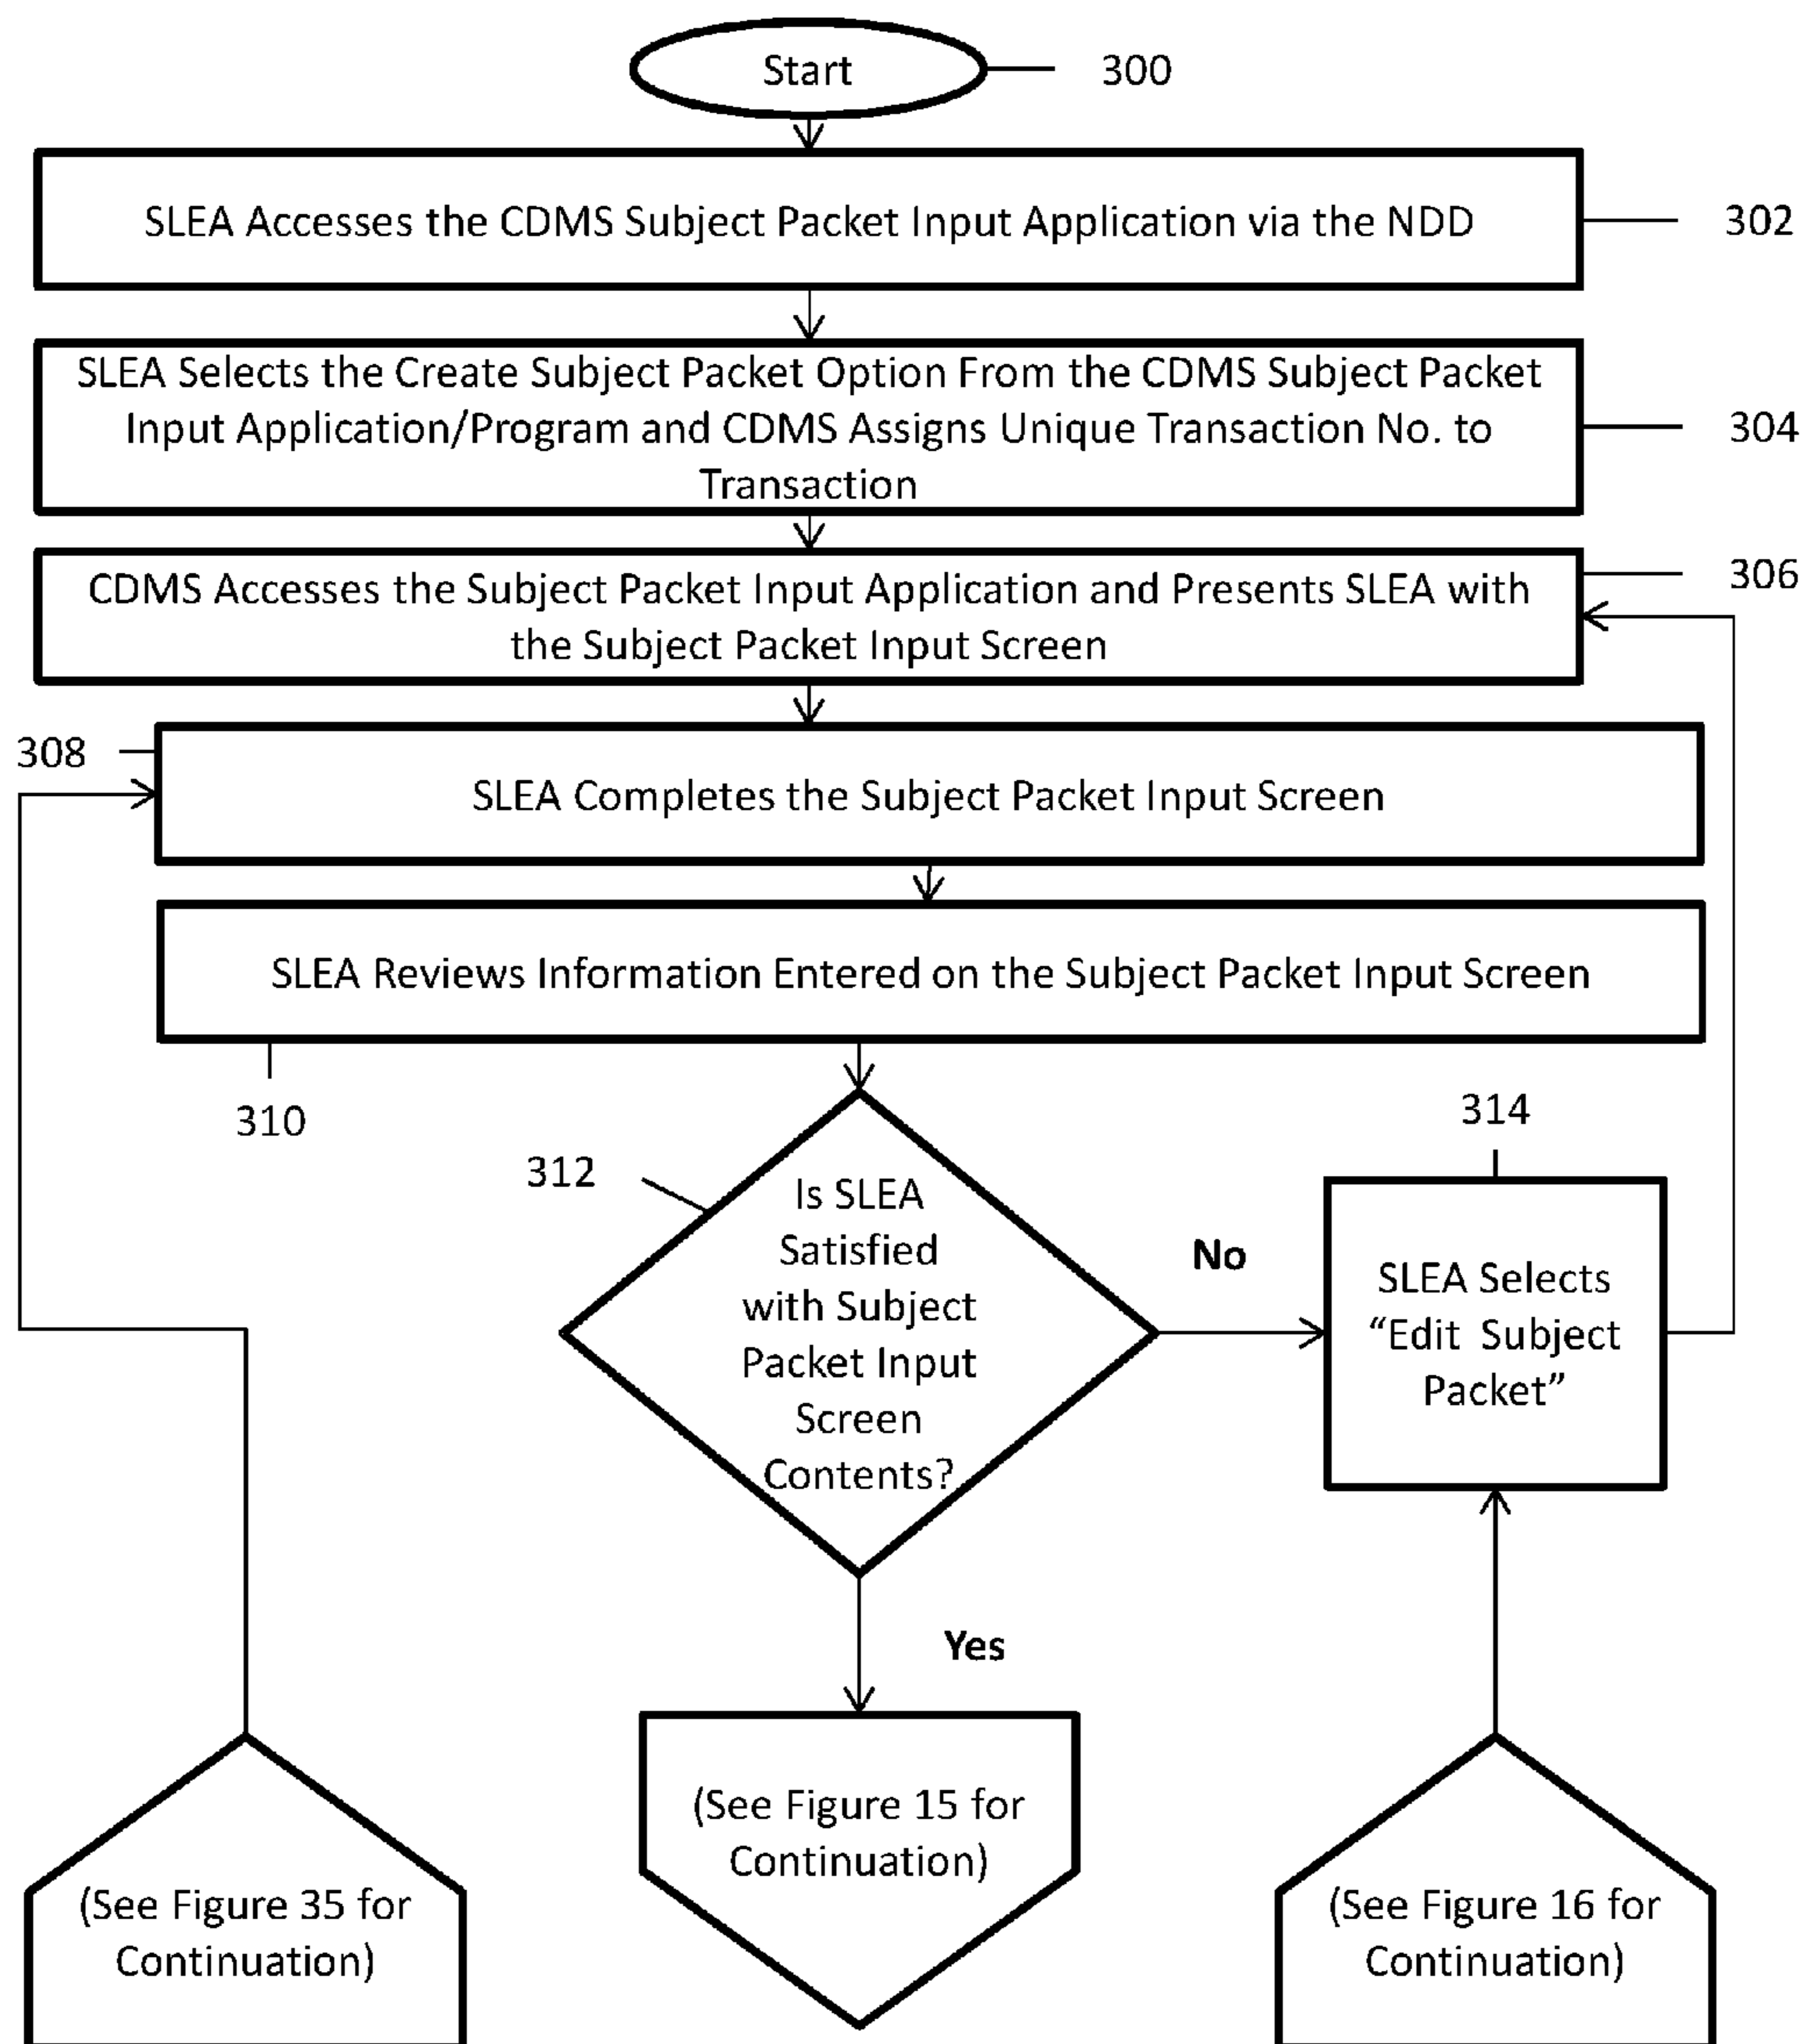 Start
300
SLEA Accesses the CDMS Subject Packet Input Application via the NDD
302
SLEA Selects the Create Subject Packet Option From the CDMS Subject Packet
Input Application/Program and CDMS Assigns Unique Transaction No. to
Transaction
304
CDMS Accesses the Subject Packet Input Application and Presents SLEA with
the Subject Packet Input Screen
306
308
SLEA Completes the Subject Packet Input Screen
SLEA Reviews Information Entered on the Subject Packet Input Screen
310
312
Is SLEA
Satisfied
with Subject
Packet Input
Screen
Contents?
No
314
SLEA Selects
“Edit Subject
Packet”
Yes
(See Figure 35 for
Continuation)
(See Figure 15 for
Continuation)
(See Figure 16 for
Continuation)